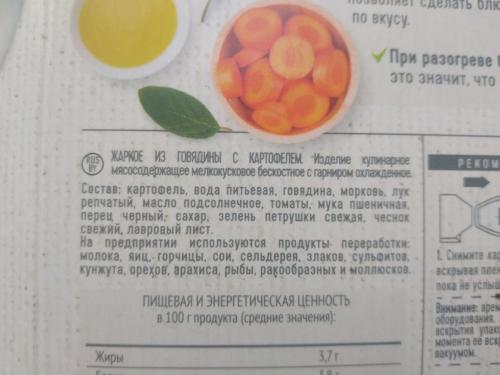 позволяет сделать
по вкусу.
При разогреве
это значит, что
RUS
BY
ЖАРКОЕ ИЗ ГОВЯДИНЫ С КАРТОФЕЛЕМ. Изделие кулинарное
мясосодержащее мелкокусковое бескостное с гарниром охлажденное.
Состав: картофель, вода питьевая, говядина, морковь, лук
репчатый, масло подсолнечное, томаты, мука пшеничная,
перец черный, сахар, зелень петрушки свежая, чеснок
свежий, лавровый лист.
На предприятии используются продукты переработки:
молока, яиц, горчицы, сои, сельдерея, злаков, сульфитов,
кунжута, орехов, арахиса, рыбы, ракообразных и моллюсков.
ПИЩЕВАЯ И ЭНЕРГЕТИЧЕСКАЯ ЦЕННОСТЬ
в 100 г продукта (средние значения):
Жиры 3,7 г
РЕКОМ
1. Снимите кар
вскрывая плен
пока не услыш
Внимание: врем
оборудования.
вскрытия упак
момента ее вск
вакуумом.